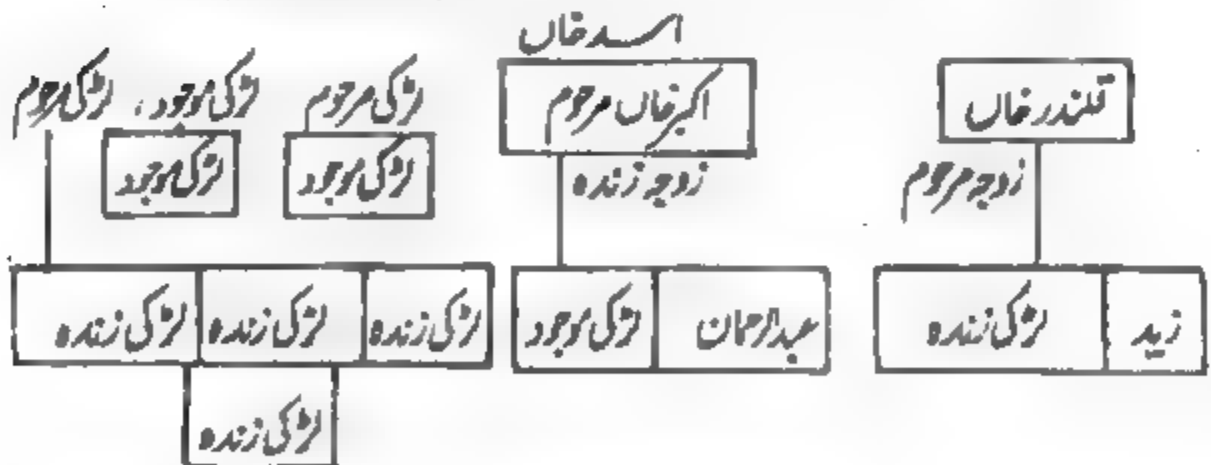 اسد خاں
قلندر خاں اکبر خاں مرحوم لڑکی مرحوم لڑکی موجود، لڑکی مرحوم
زوجہ مرحوم زوجہ زندہ لڑکی موجود لڑکی موجود
زید لڑکی زندہ عبدالرحمان لڑکی موجود لڑکی زندہ لڑکی زندہ لڑکی زندہ
لڑکی زندہ